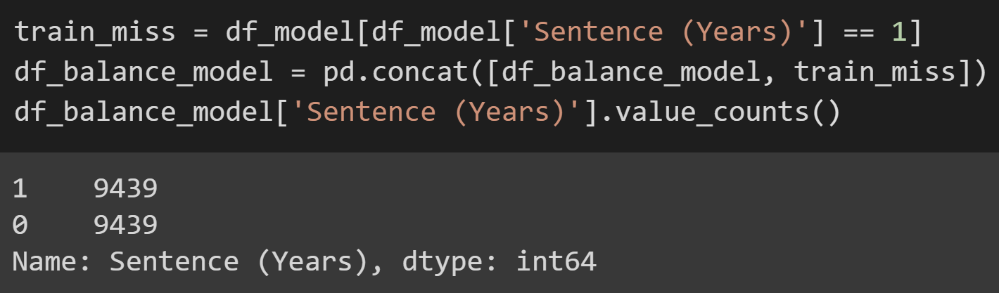 train_miss = df_model[df_model['Sentence (Years)'] == 1]
df_balance_model = pd.concat([df_balance_model, train_miss])
df_balance_model['Sentence (Years)'].value_counts()
1    9439
0    9439
Name: Sentence (Years), dtype: int64